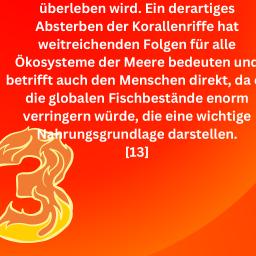 überleben wird. Ein derartiges
Absterben der Korallenriffe hat
weitreichenden Folgen für alle
Ökosysteme der Meere bedeuten und
betrifft auch den Menschen direkt, da
die globalen Fischbestände enorm
verringern würde, die eine wichtige
Nahrungsgrundlage darstellen.
[13]
3